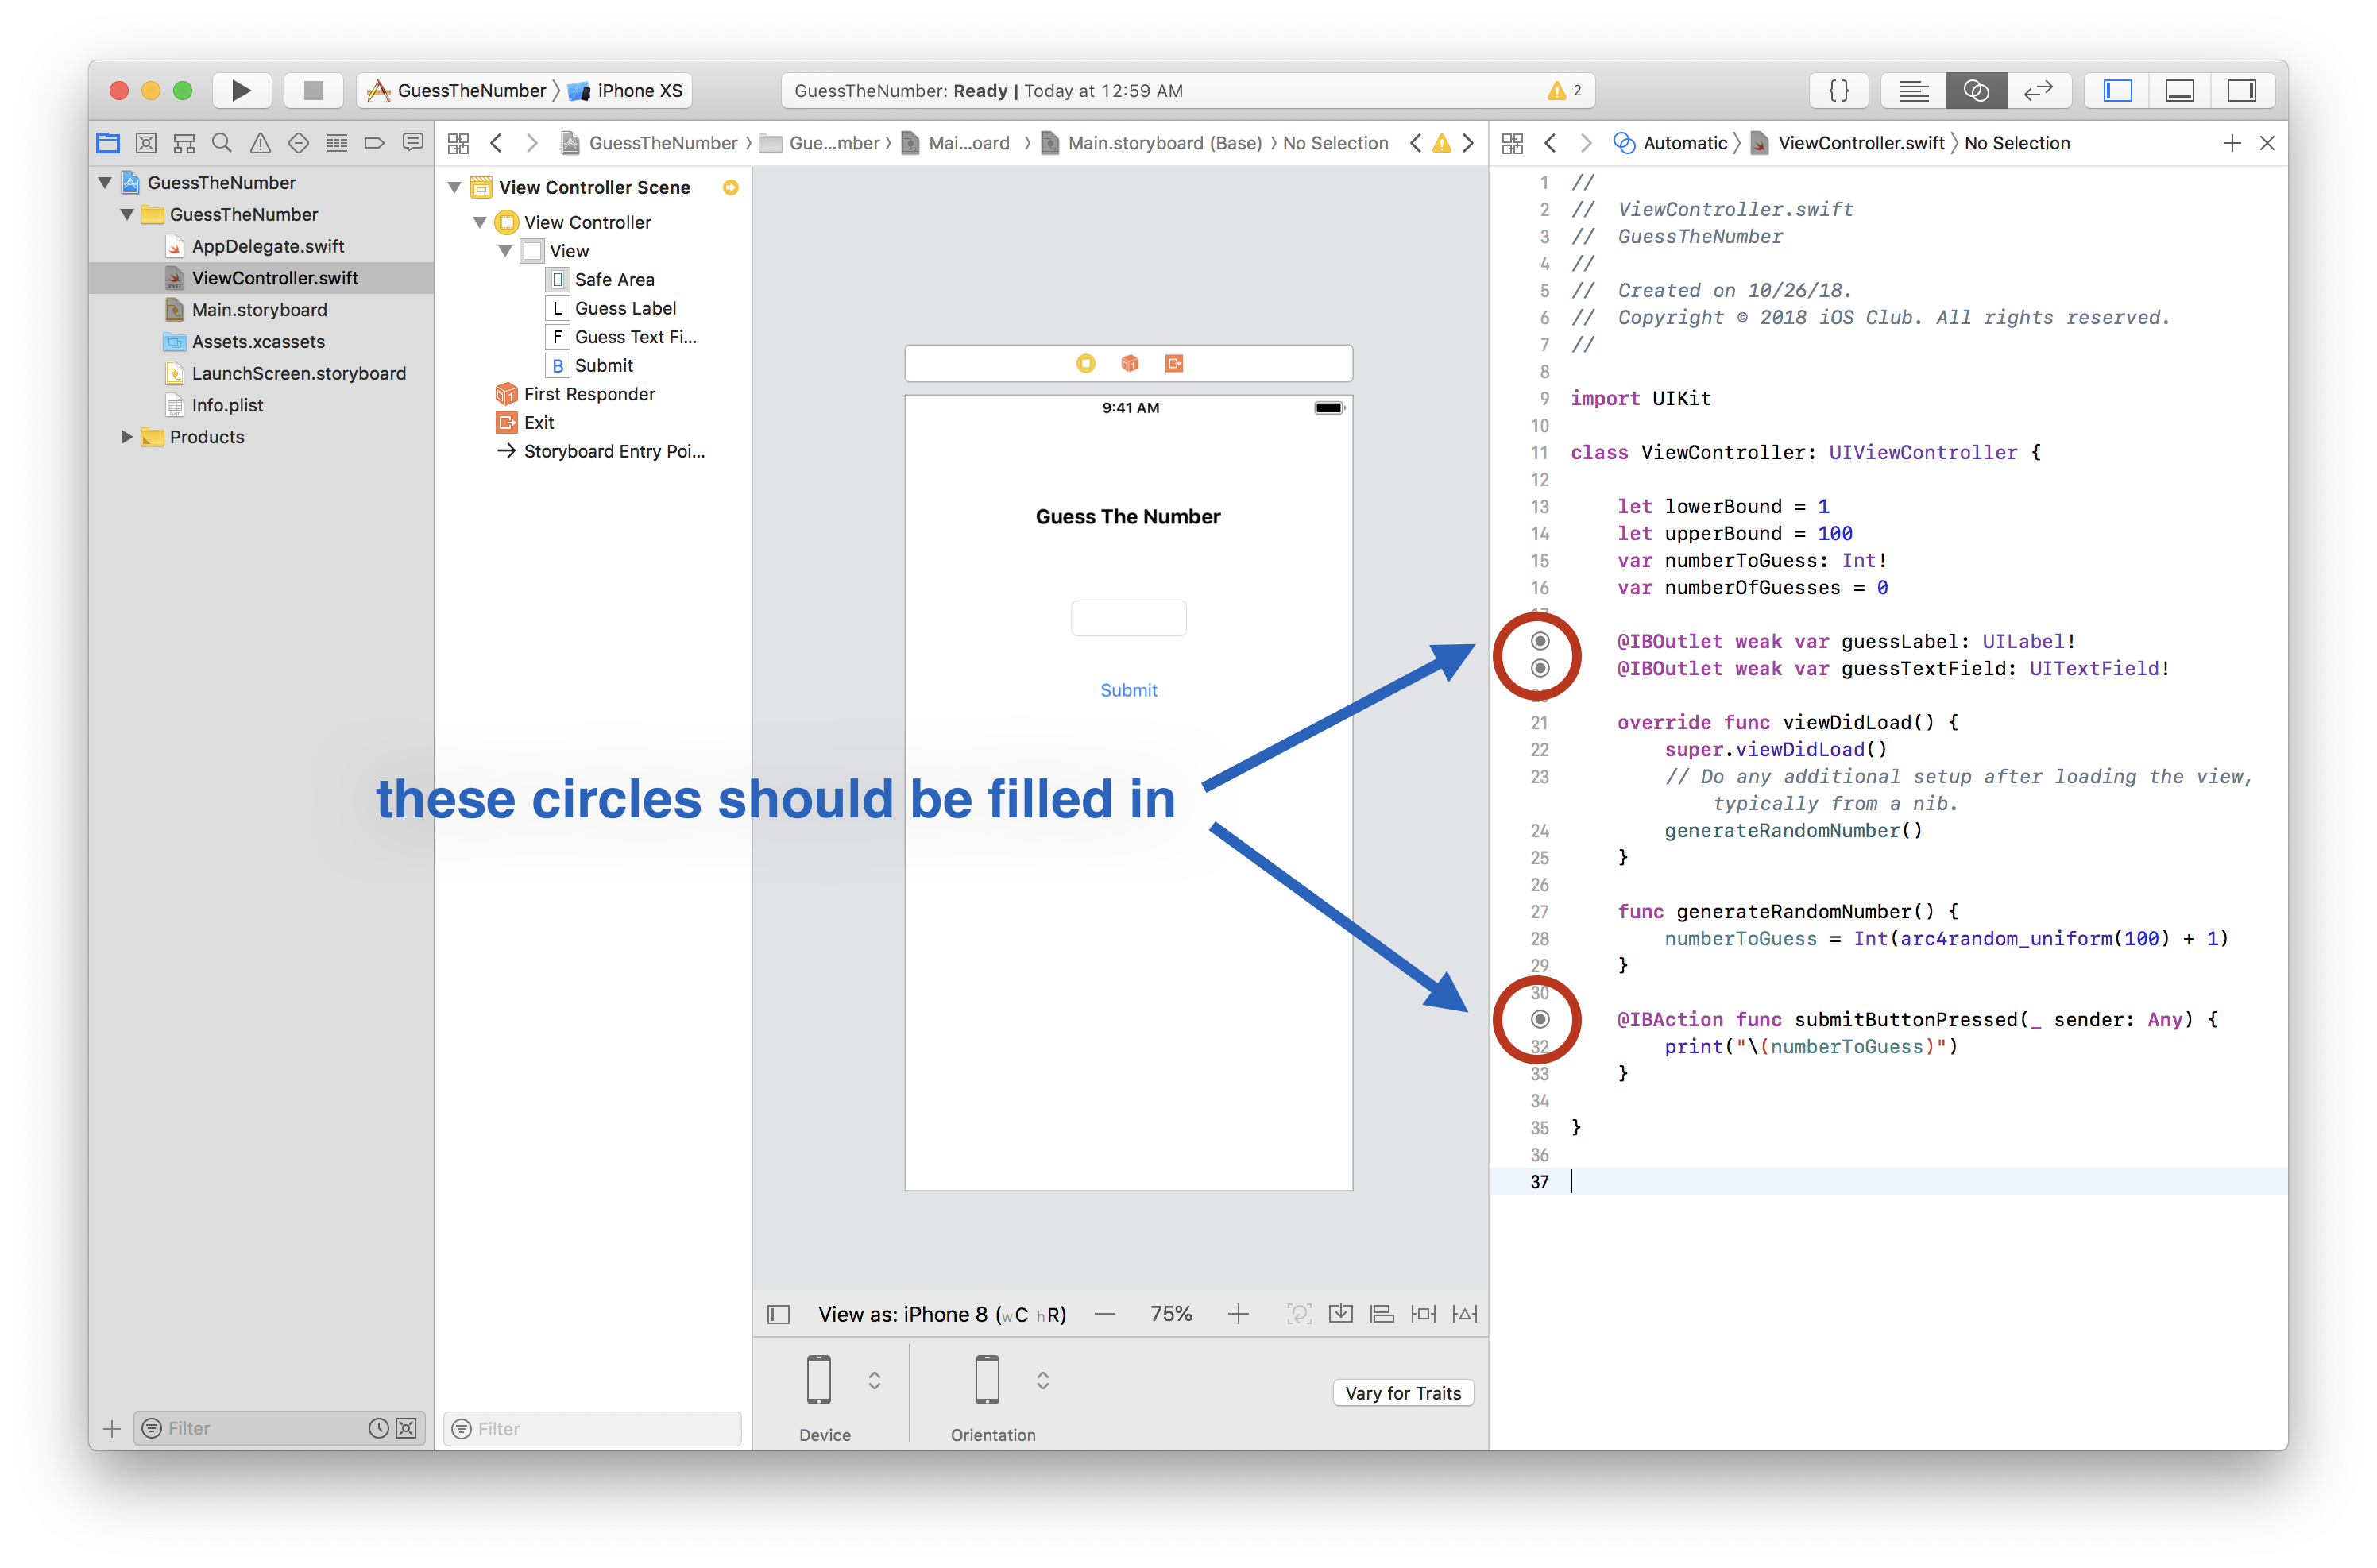 GuessTheNumber 〉 iPhone XS
GuessTheNumber: Ready | Today at 12:59 AM
2
{ }
GuessTheNumber 〉 Gue...mber 〉 Mai...oard 〉 Main.storyboard (Base) 〉 No Selection
Automatic 〉 ViewController.swift 〉 No Selection
GuessTheNumber
GuessTheNumber
AppDelegate.swift
ViewController.swift
Main.storyboard
Assets.xcassets
LaunchScreen.storyboard
Info.plist
Products
Filter
View Controller Scene
View Controller
View
Safe Area
L Guess Label
F Guess Text Fi...
B Submit
First Responder
Exit
Storyboard Entry Poi...
Filter
9:41 AM
Guess The Number
Submit
these circles should be filled in
View as: iPhone 8 (wC hR)
75%
Device
Orientation
Vary for Traits
1 //
2 //  ViewController.swift
3 //  GuessTheNumber
4 //
5 //  Created on 10/26/18.
6 //  Copyright © 2018 iOS Club. All rights reserved.
7 //
8
9 import UIKit
10
11 class ViewController: UIViewController {
12
13     let lowerBound = 1
14     let upperBound = 100
15     var numberToGuess: Int!
16     var numberOfGuesses = 0
17
@IBOutlet weak var guessLabel: UILabel!
@IBOutlet weak var guessTextField: UITextField!
20
21     override func viewDidLoad() {
22         super.viewDidLoad()
23         // Do any additional setup after loading the view,
typically from a nib.
24         generateRandomNumber()
25     }
26
27     func generateRandomNumber() {
28         numberToGuess = Int(arc4random_uniform(100) + 1)
29     }
30
@IBAction func submitButtonPressed(_ sender: Any) {
32         print("\(numberToGuess)")
33     }
34
35 }
36
37